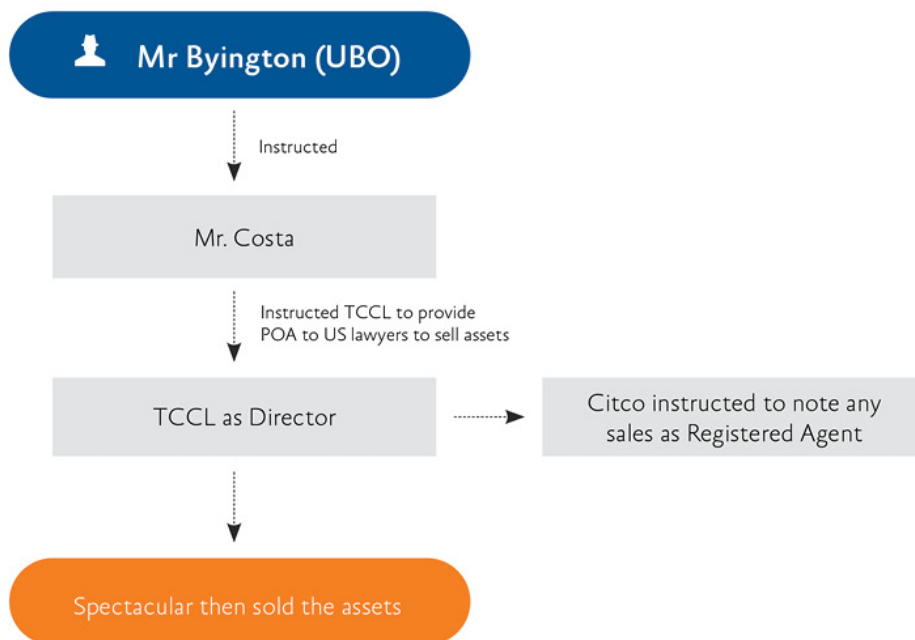 Mr Byington (UBO)
Instructed
Mr. Costa
Instructed TCCL to provide
POA to US lawyers to sell assets
TCCL as Director
Citco instructed to note any
sales as Registered Agent
Spectacular then sold the assets